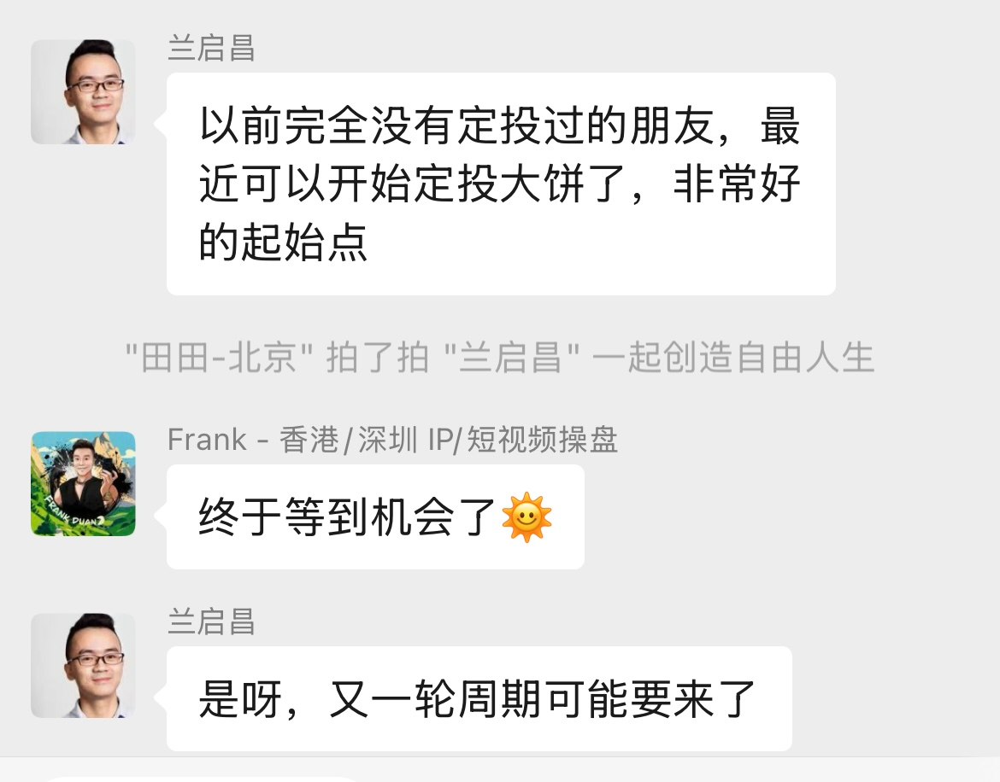 兰启昌
以前完全没有定投过的朋友，最
近可以开始定投大饼了，非常好
的起始点
"田田-北京" 拍了拍 "兰启昌" 一起创造自由人生
Frank - 香港/深圳 IP/短视频操盘
FRANK DUAN
终于等到机会了
兰启昌
是呀，又一轮周期可能要来了